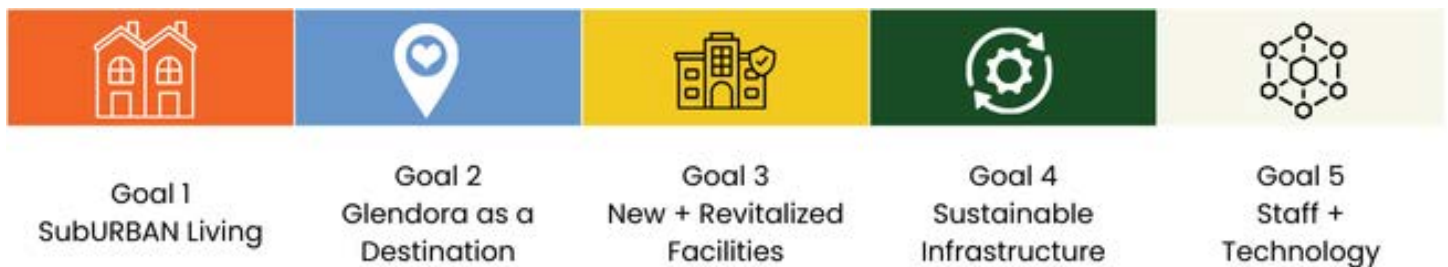 Goal 1
SubURBAN Living
Goal 2
Glendora as a
Destination
Goal 3
New + Revitalized
Facilities
Goal 4
Sustainable
Infrastructure
Goal 5
Staff +
Technology